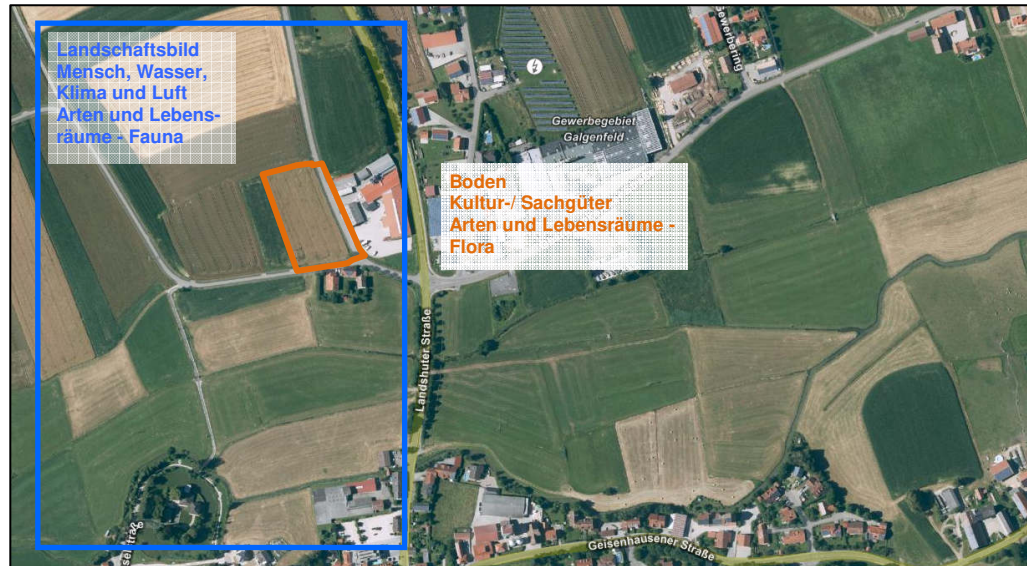 Landschaftsbild
Mensch, Wasser,
Klima und Luft
Arten und Lebens-
räume - Fauna
Gewerbering
Gewerbegebiet
Galgenfeld
Boden
Kultur-/ Sachgüter
Arten und Lebensräume -
Flora
Landshuter Straße
Geisenhausener Straße